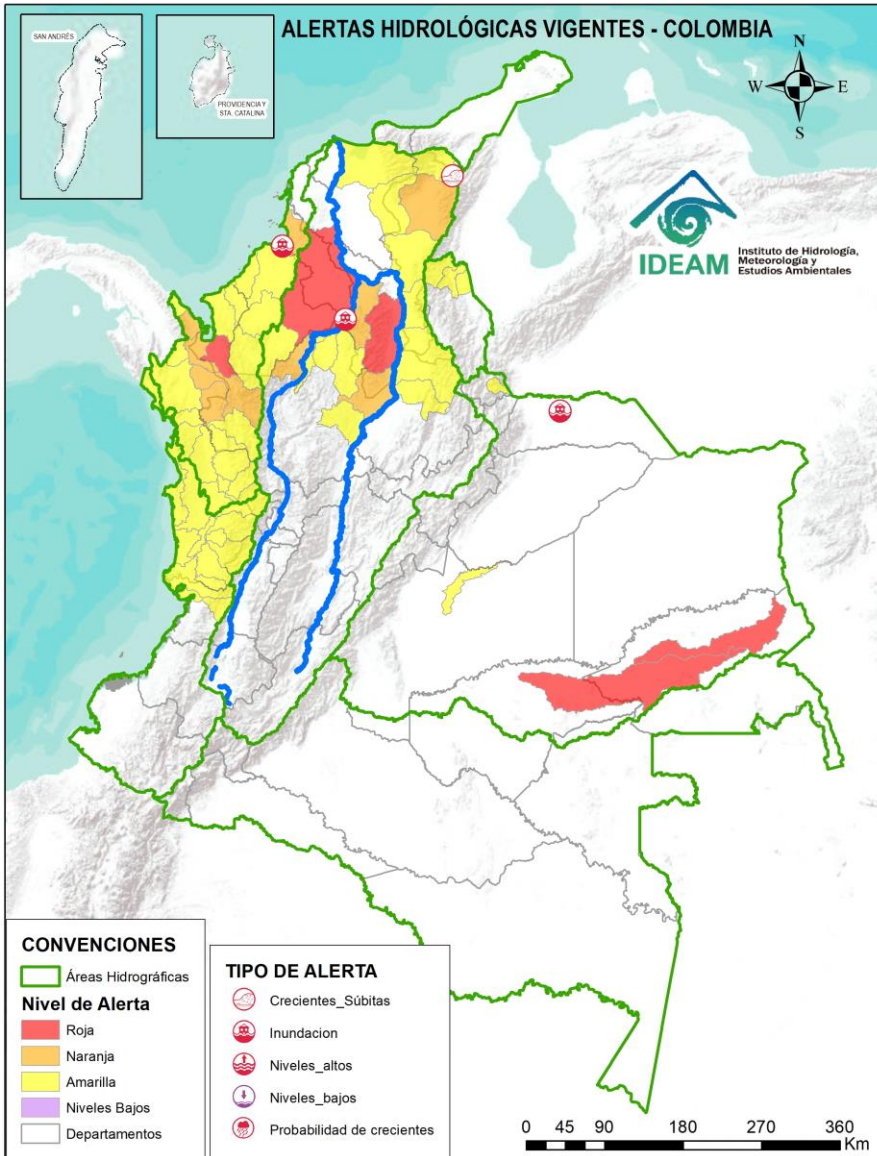 ALERTAS HIDROLÓGICAS VIGENTES - COLOMBIA
SAN ANDRÉS
PROVIDENCIA Y
STA. CATALINA
N
W
E
S
IDEAM
Instituto de Hidrología,
Meteorología y
Estudios Ambientales
CONVENCIONES
Áreas Hidrográficas
Nivel de Alerta
Roja
Naranja
Amarilla
Niveles Bajos
Departamentos
TIPO DE ALERTA
Crecientes_Súbitas
Inundacion
Niveles_altos
Niveles_bajos
Probabilidad de crecientes
0 45 90 180 270 360
Km